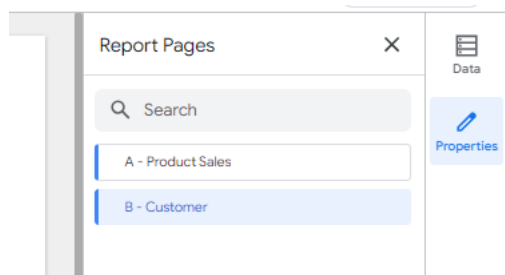 Report Pages
Data
Search
Properties
A - Product Sales
B - Customer